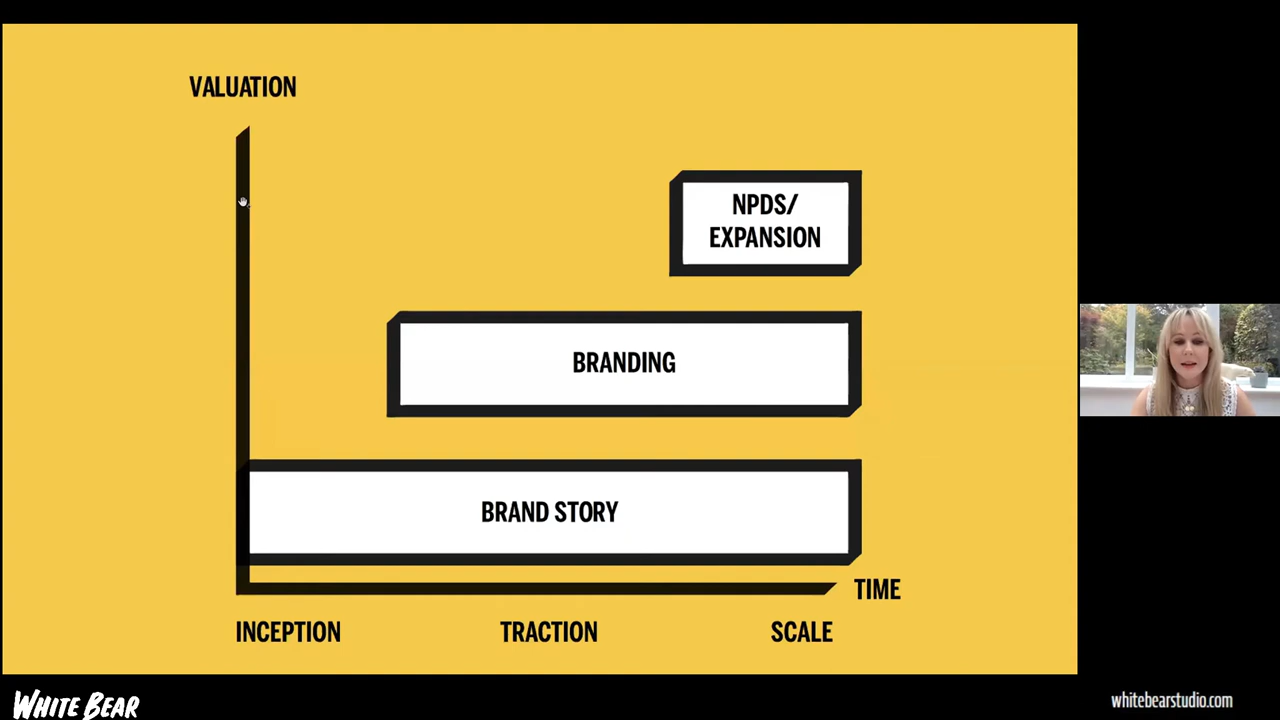 VALUATION
NPDS/
EXPANSION
BRANDING
BRAND STORY
TIME
INCEPTION
TRACTION
SCALE
WHITE BEAR
whitebearstudio.com